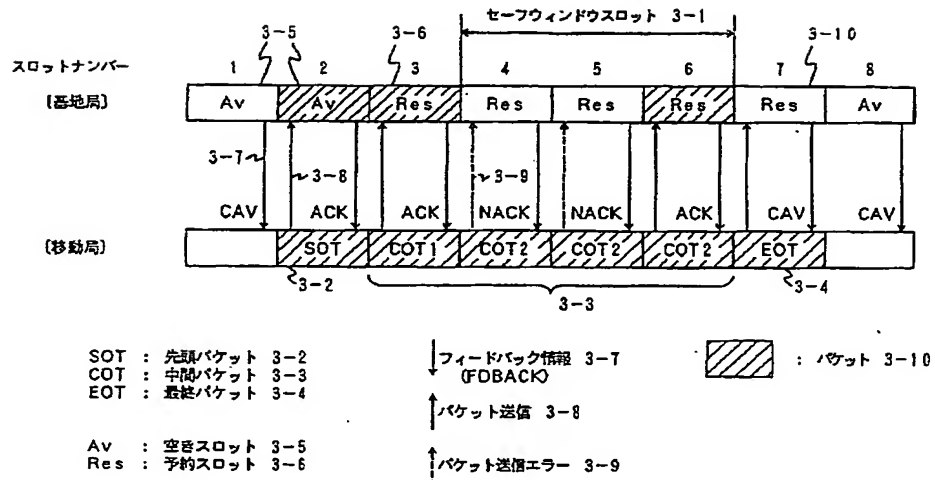 セーフウィンドウスロット 3-1
3-5 3-6 3-10
スロットナンバー 1 2 3 4 5 6 7 8
[基地局] Av Av Res Res Res Res Res Av
3-7 3-8 3-9
CAV ACK ACK NACK NACK ACK CAV CAV
[移動局] SOT COT1 COT2 COT2 COT2 EOT
3-2 3-3 3-4
SOT : 先頭パケット 3-2
COT : 中間パケット 3-3
EOT : 最終パケット 3-4
Av : 空きスロット 3-5
Res : 予約スロット 3-6
フィードバック情報 3-7
(FDBACK)
パケット送信 3-8
パケット送信エラー 3-9
: パケット 3-10